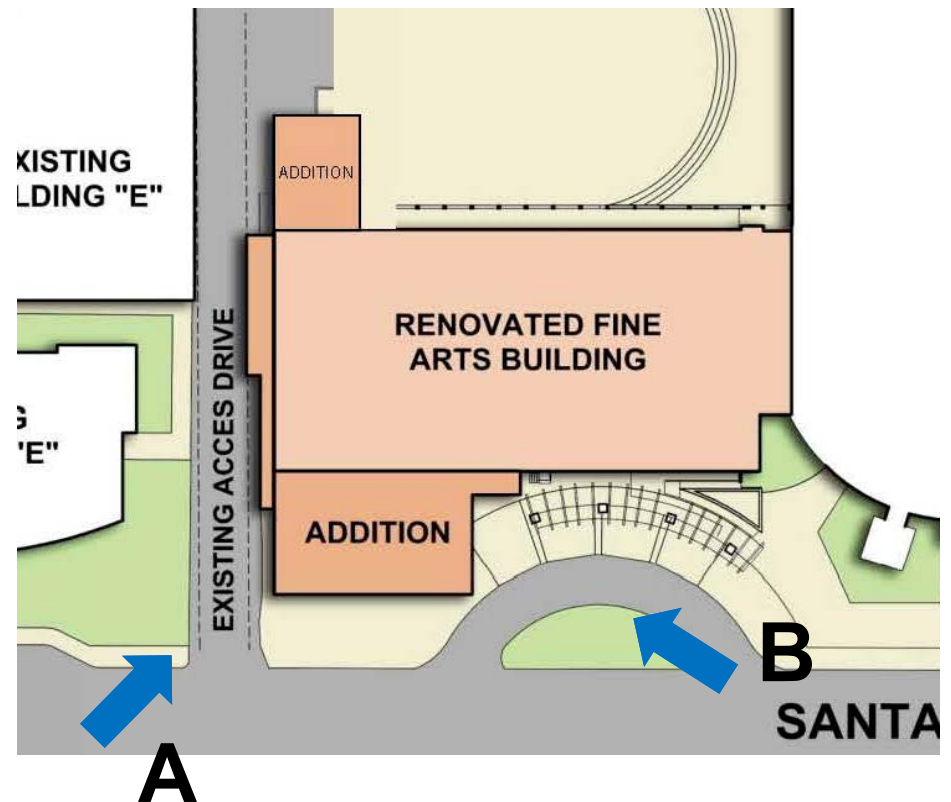 XISTING
LDING "E"
ADDITION
RENOVATED FINE
ARTS BUILDING
EXISTING ACCES DRIVE
'E"
ADDITION
B
SANTA
A